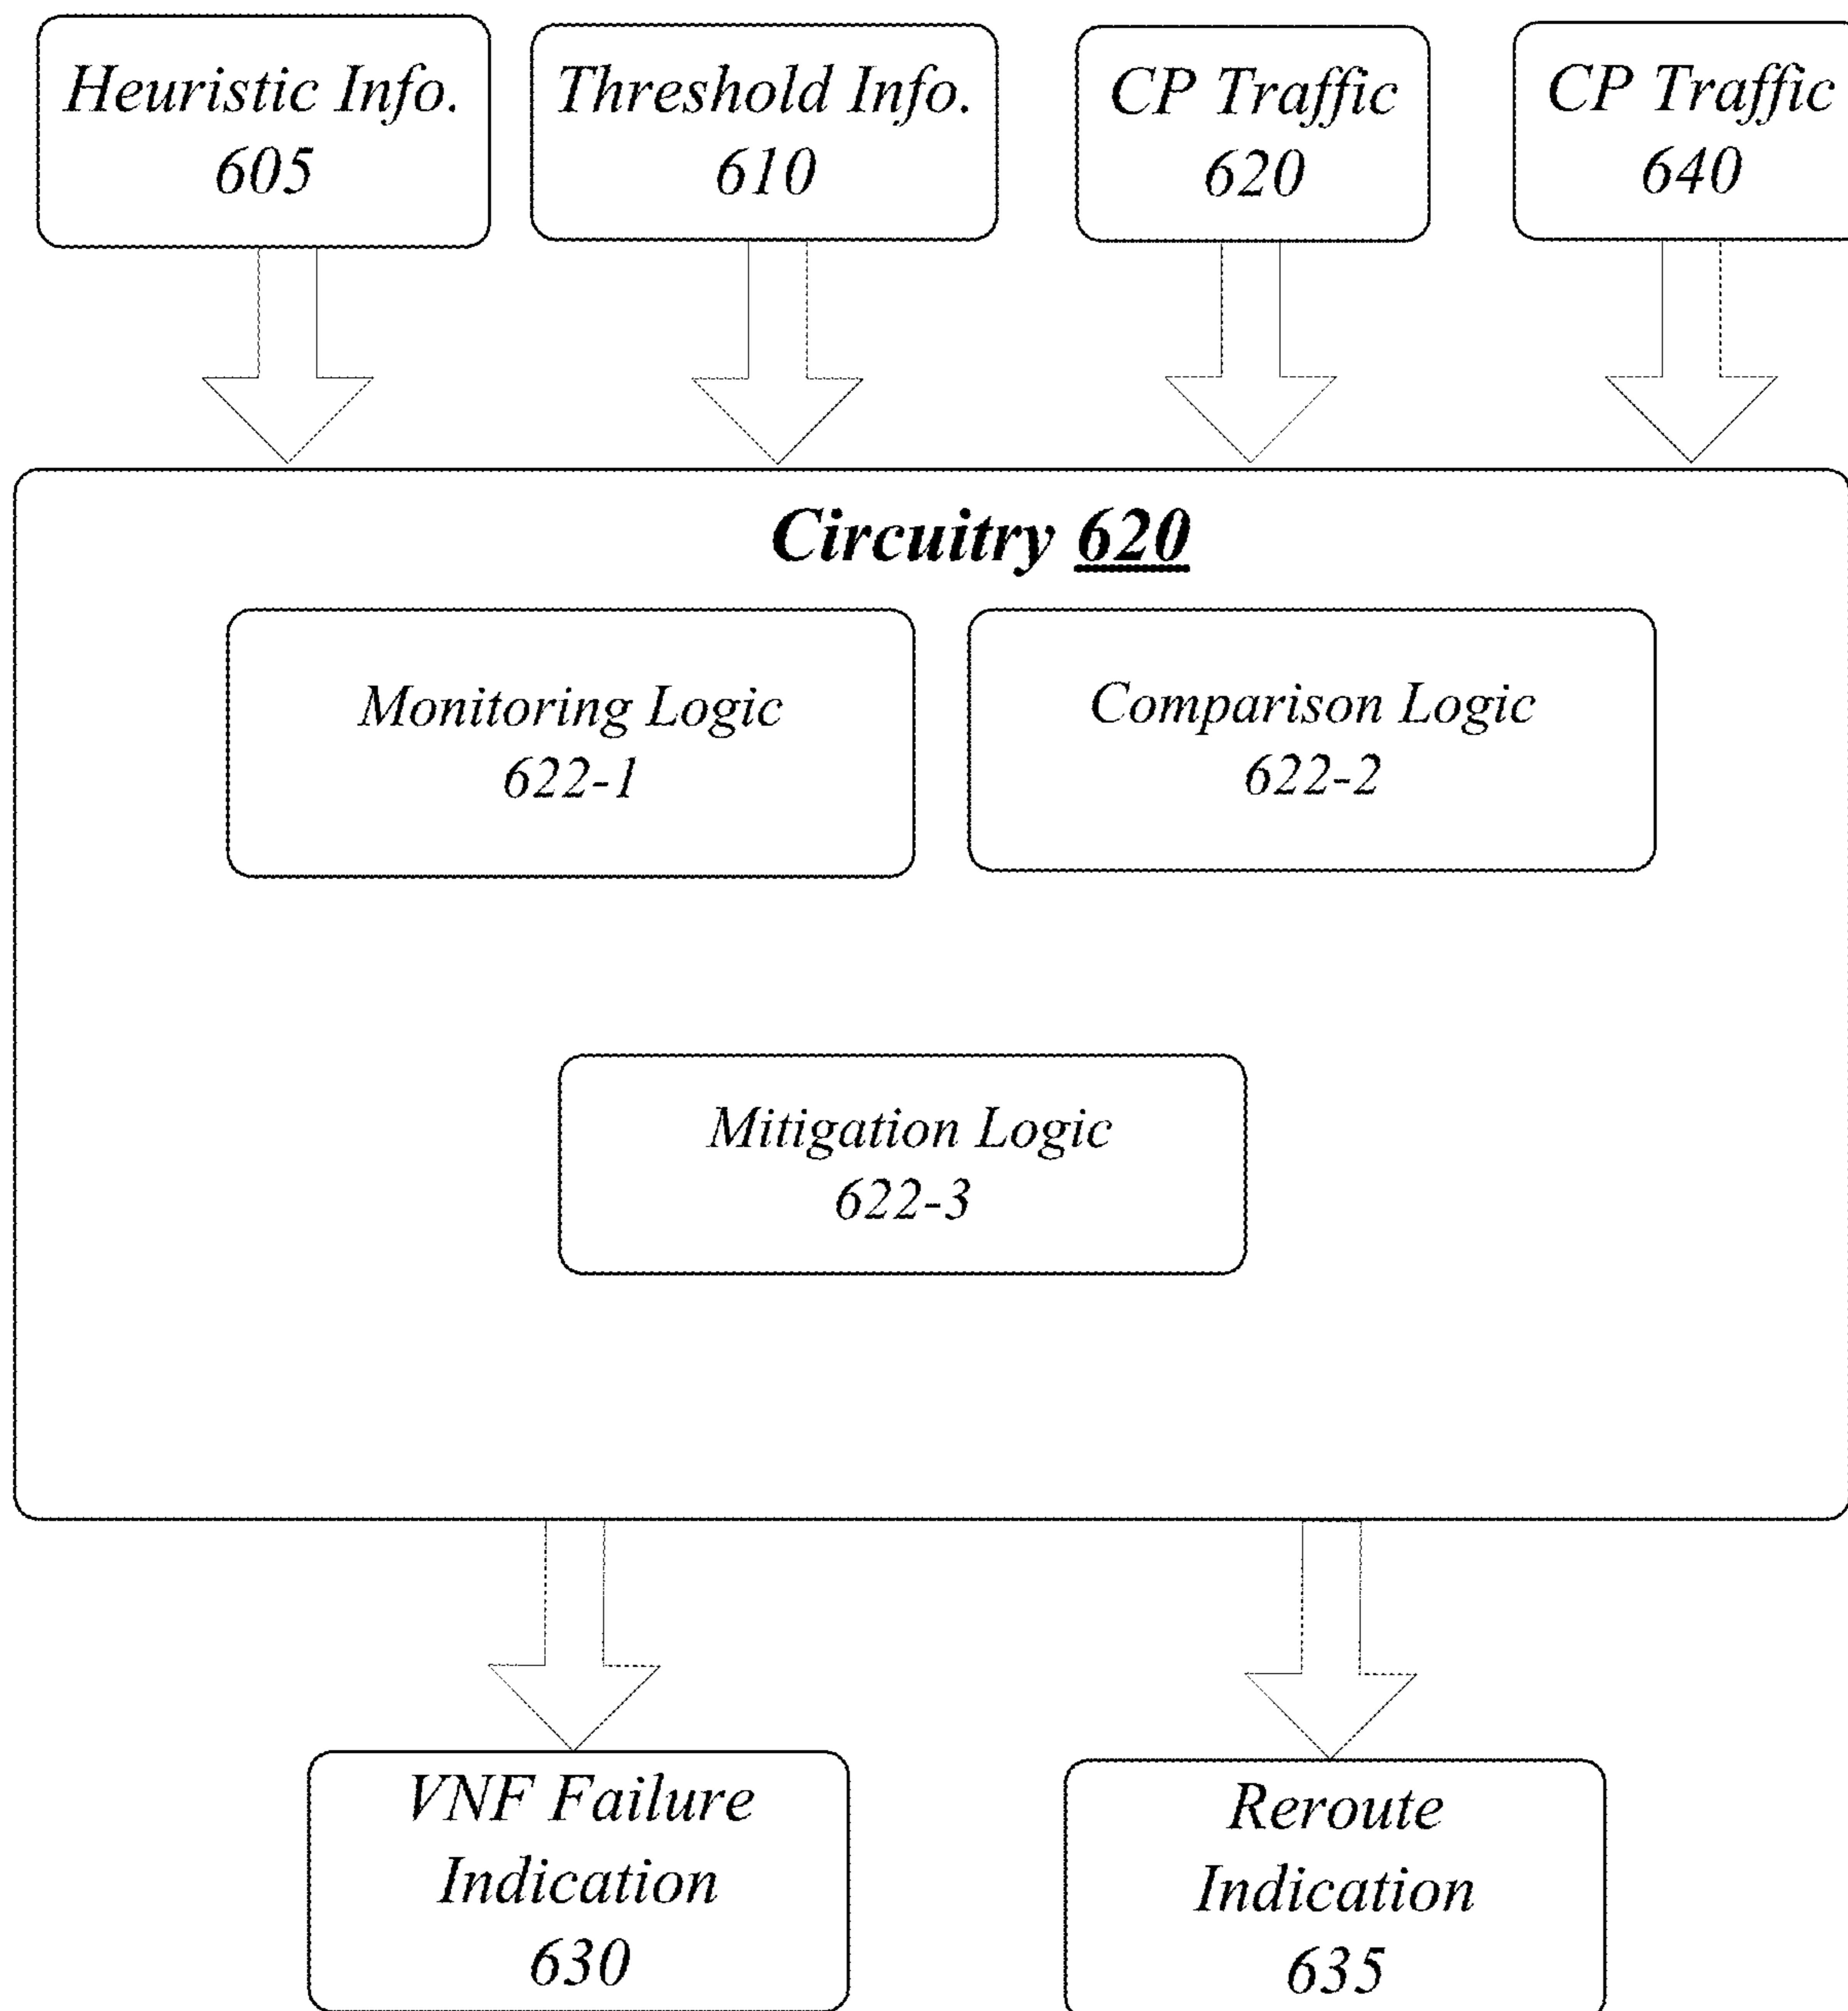 Heuristic Info.
605
Threshold Info.
610
CP Traffic
620
CP Traffic
640
Circuitry 620
Monitoring Logic
622-1
Comparison Logic
622-2
Mitigation Logic
622-3
VNF Failure
Indication
630
Reroute
Indication
635